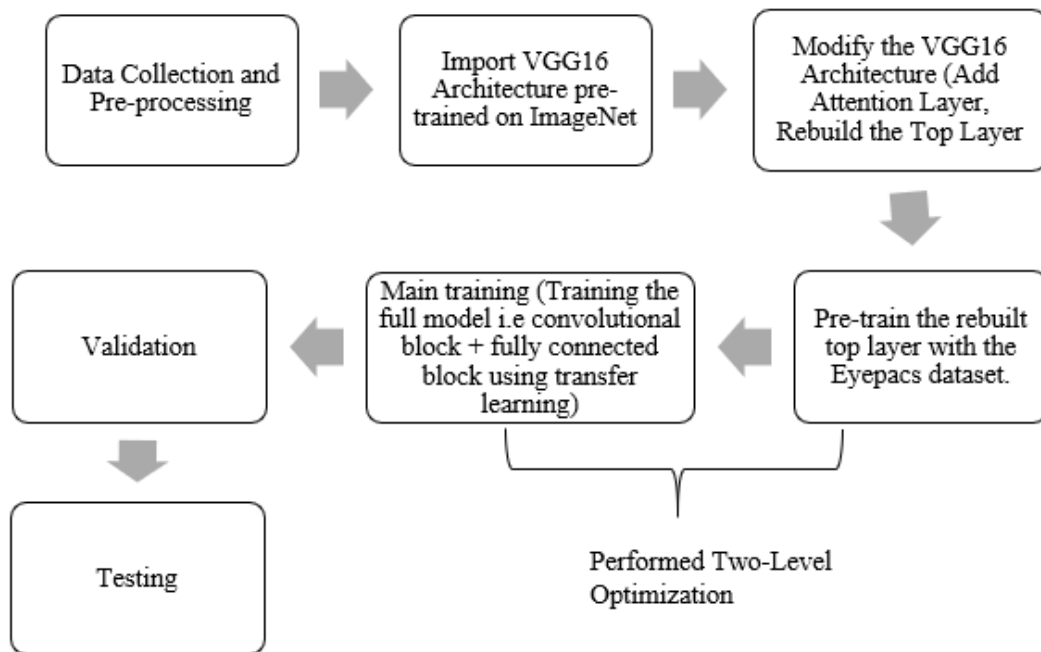 Data Collection and
Pre-processing
Import VGG16
Architecture pre-
trained on ImageNet
Modify the VGG16
Architecture (Add
Attention Layer,
Rebuild the Top Layer
Pre-train the rebuilt
top layer with the
Eyepacs dataset.
Main training (Training the
full model i.e convolutional
block + fully connected
block using transfer
learning)
Validation
Testing
Performed Two-Level
Optimization